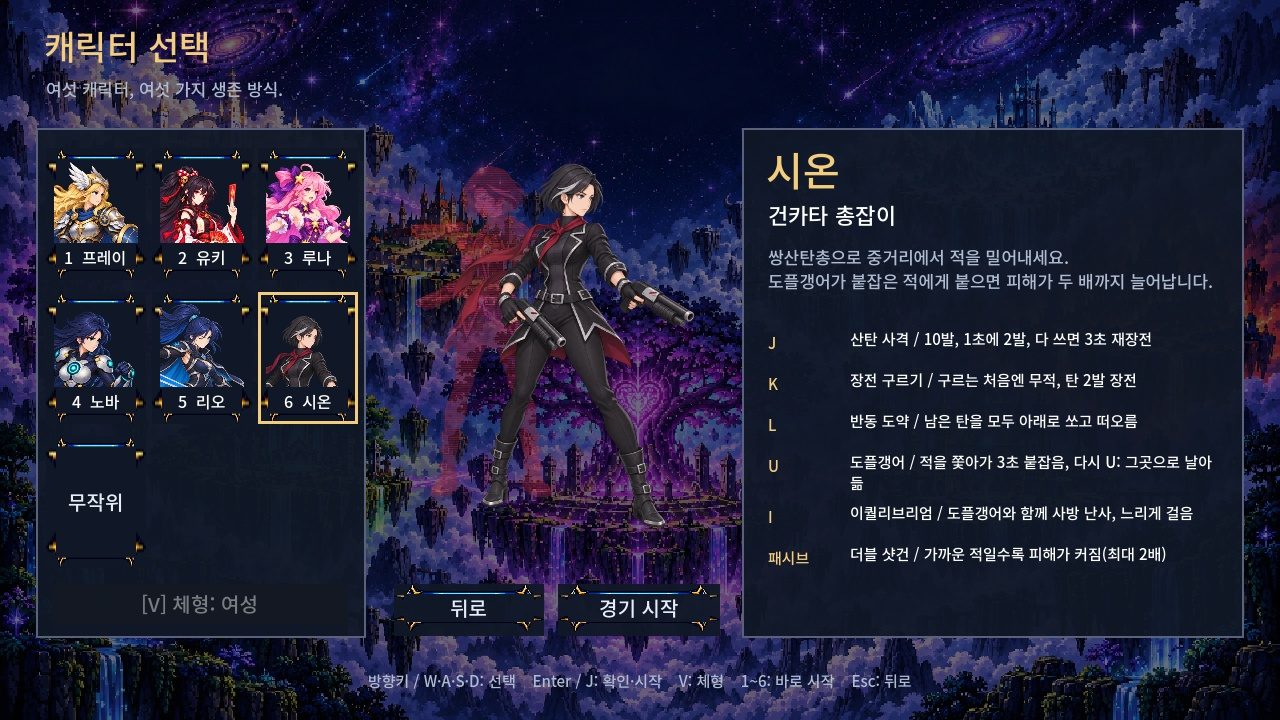 캐릭터 선택
여섯 캐릭터, 여섯 가지 생존 방식.
1 프레이
2 유키
3 루나
4 노바
5 리오
6 시온
무작위
[V] 체형: 여성
뒤로
경기 시작
시온
건카타 총잡이
쌍산탄총으로 중거리에서 적을 밀어내세요.
도플갱어가 붙잡은 적에게 붙으면 피해가 두 배까지 늘어납니다.
J 산탄 사격 / 10발, 1초에 2발, 다 쓰면 3초 재장전
K 장전 구르기 / 구르는 처음엔 무적, 탄 2발 장전
L 반동 도약 / 남은 탄을 모두 아래로 쏘고 떠오름
U 도플갱어 / 적을 쫓아가 3초 붙잡음, 다시 U: 그곳으로 날아
듦
I 이퀄리브리엄 / 도플갱어와 함께 사방 난사, 느리게 걸음
패시브 더블 샷건 / 가까운 적일수록 피해가 커짐(최대 2배)
방향키 / W·A·S·D: 선택 Enter / J: 확인·시작 V: 체형 1~6: 바로 시작 Esc: 뒤로